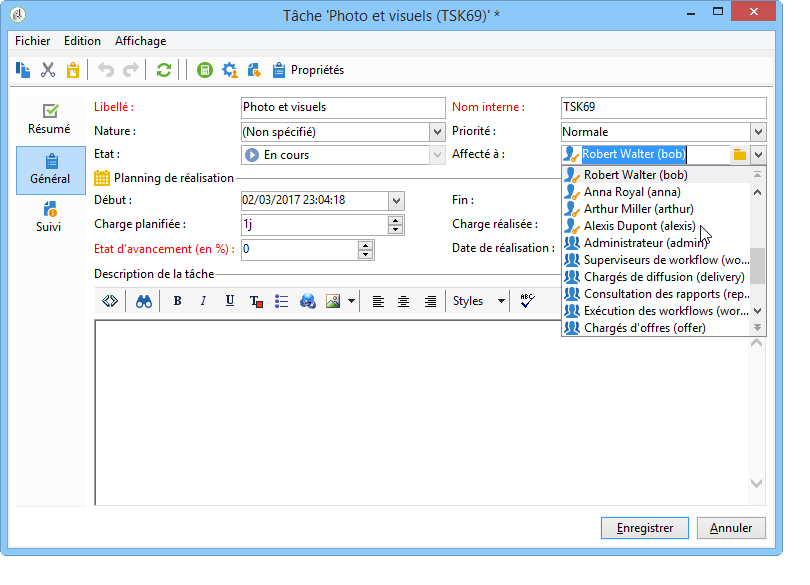 Tâche 'Photo et visuels (TSK69)' *
Fichier Edition Affichage
Propriétés
Résumé
Général
Suivi
Libellé : Photo et visuels Nom interne : TSK69
Nature : (Non spécifié) Priorité : Normale
Etat : En cours Affecté à : Robert Walter (bob)
Planning de réalisation
Début : 02/03/2017 23:04:18 Fin :
Charge planifiée : 1j Charge réalisée :
Etat d'avancement (en %) : 0 Date de réalisation :
Robert Walter (bob)
Anna Royal (anna)
Arthur Miller (arthur)
Alexis Dupont (alexis)
Administrateur (admin)
Superviseurs de workflow (wo...
Chargés de diffusion (delivery)
Consultation des rapports (rep...
Exécution des workflows (wor...
Chargés d'offres (offer)
Description de la tâche
B I U T Styles ABC
Enregistrer Annuler